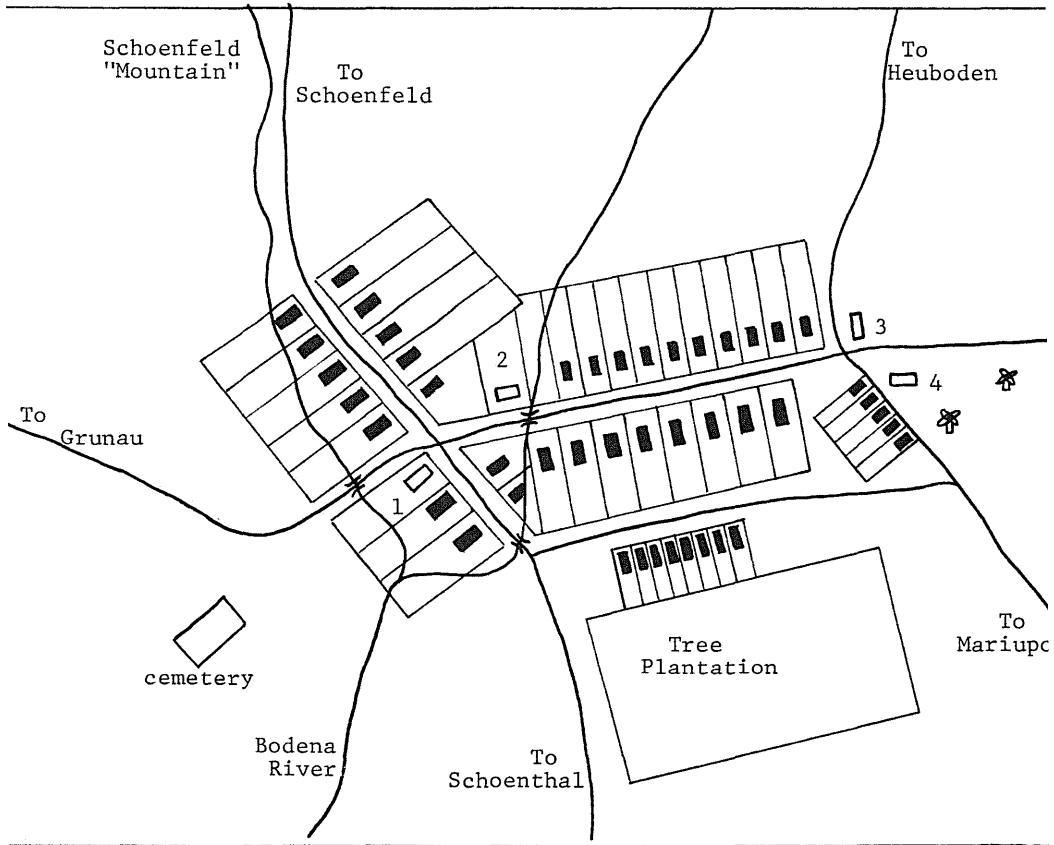 Schoenfeld
"Mountain"
To
Schoenfeld
To
Heuboden
2
3
4
To
Grunau
1
Tree
Plantation
To
Mariupo
cemetery
Bodena
River
To
Schoenthal